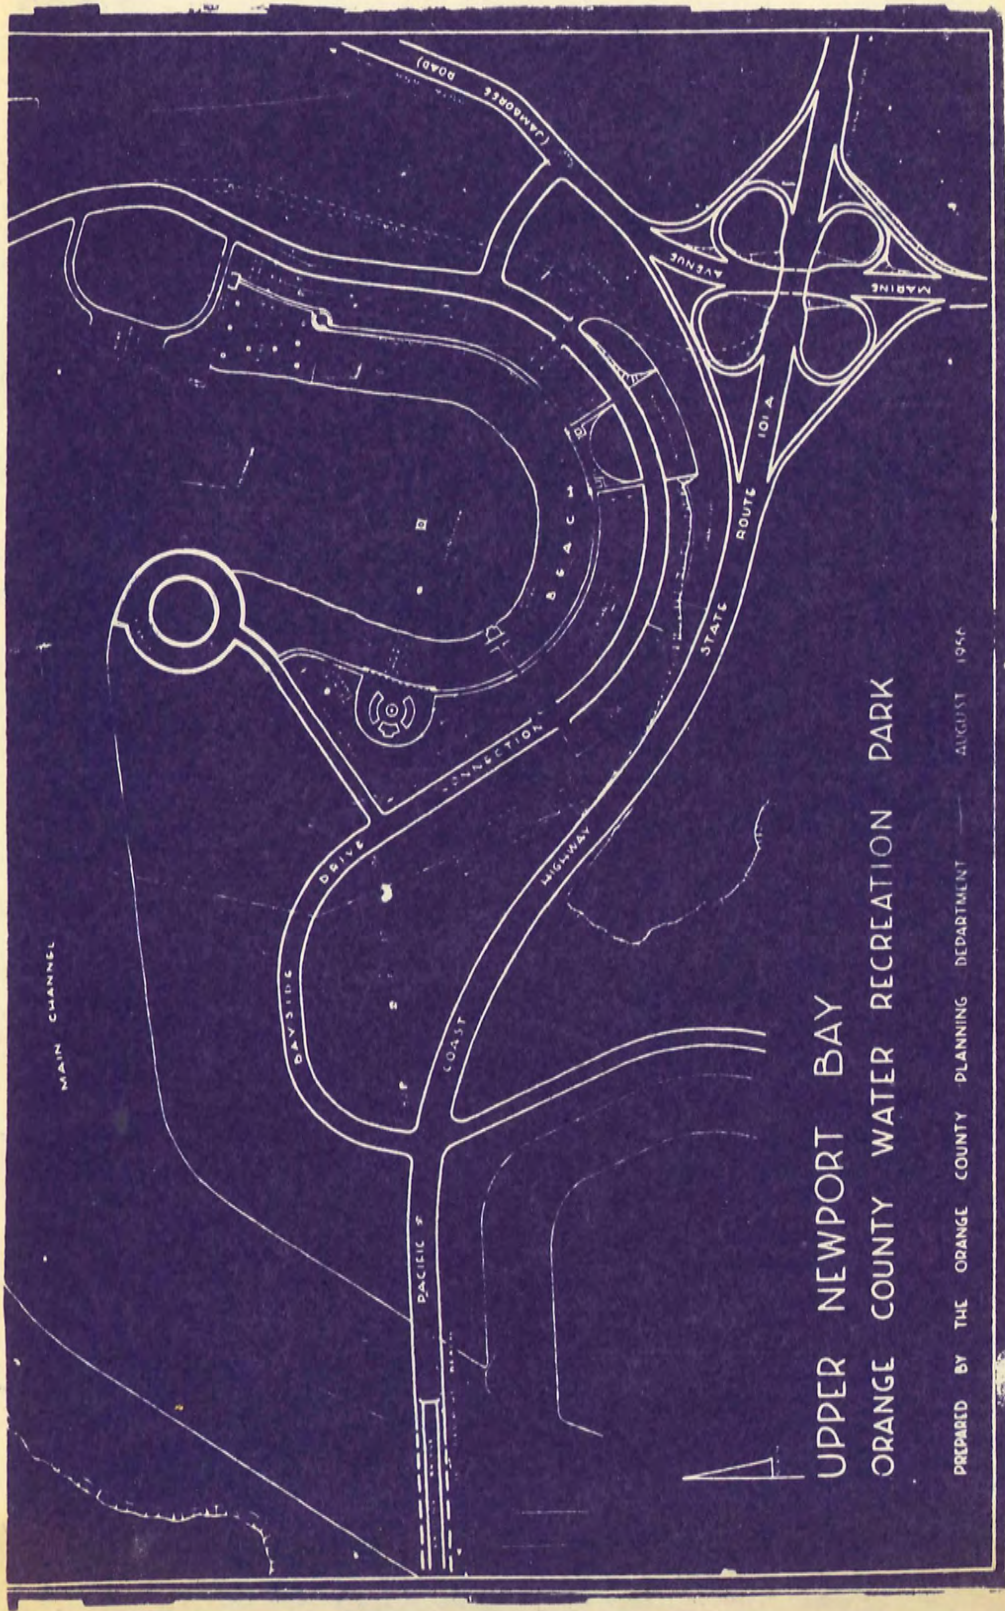 MAIN CHANNEL
(JAMBOREE
ROAD)
AVENUE
MARINE
BEACH
BAYSIDE DRIVE CONNECTION
PACIFIC COAST HIGHWAY STATE ROUTE 101 A
UPPER NEWPORT BAY
ORANGE COUNTY WATER RECREATION PARK
PREPARED BY THE ORANGE COUNTY PLANNING DEPARTMENT AUGUST 1956